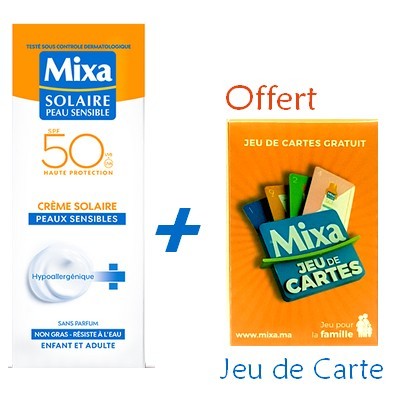 TESTÉ SOUS CONTRÔLE DERMATOLOGIQUE
Mixa
SOLAIRE
PEAU SENSIBLE
SPF
50
UVB
UVA
HAUTE PROTECTION
CRÈME SOLAIRE
PEAUX SENSIBLES
Hypoallergénique
SANS PARFUM
NON GRAS - RÉSISTE À L'EAU
ENFANT ET ADULTE
+
Offert
JEU DE CARTES GRATUIT
Mixa
JEU DE
CARTES
www.mixa.ma
Jeu pour
la famille
Jeu de Carte